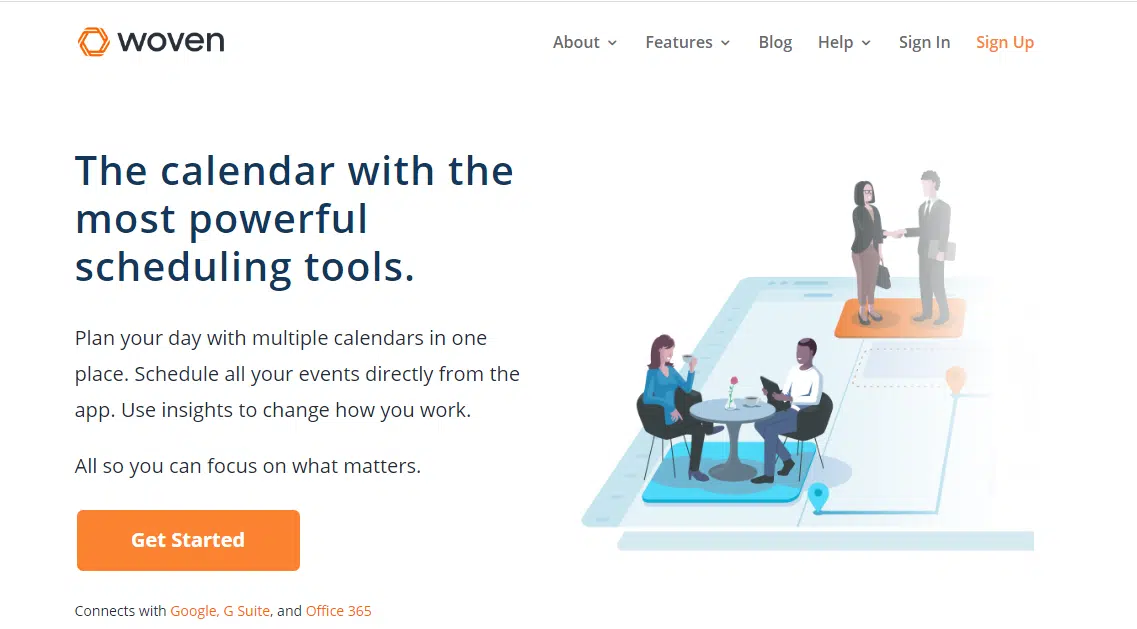 woven
About Features Blog Help Sign In Sign Up
The calendar with the
most powerful
scheduling tools.
Plan your day with multiple calendars in one
place. Schedule all your events directly from the
app. Use insights to change how you work.
All so you can focus on what matters.
Get Started
Connects with Google, G Suite, and Office 365